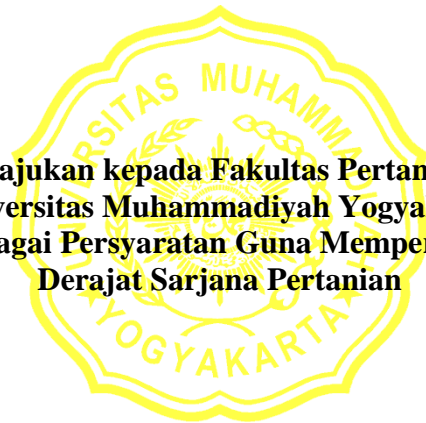 UNIVERSITAS MUHAMMADIYAH
ajukan kepada Fakultas Pertan
versitas Muhammadiyah Yogya
agai Persyaratan Guna Memper
Derajat Sarjana Pertanian
YOGYAKARTA